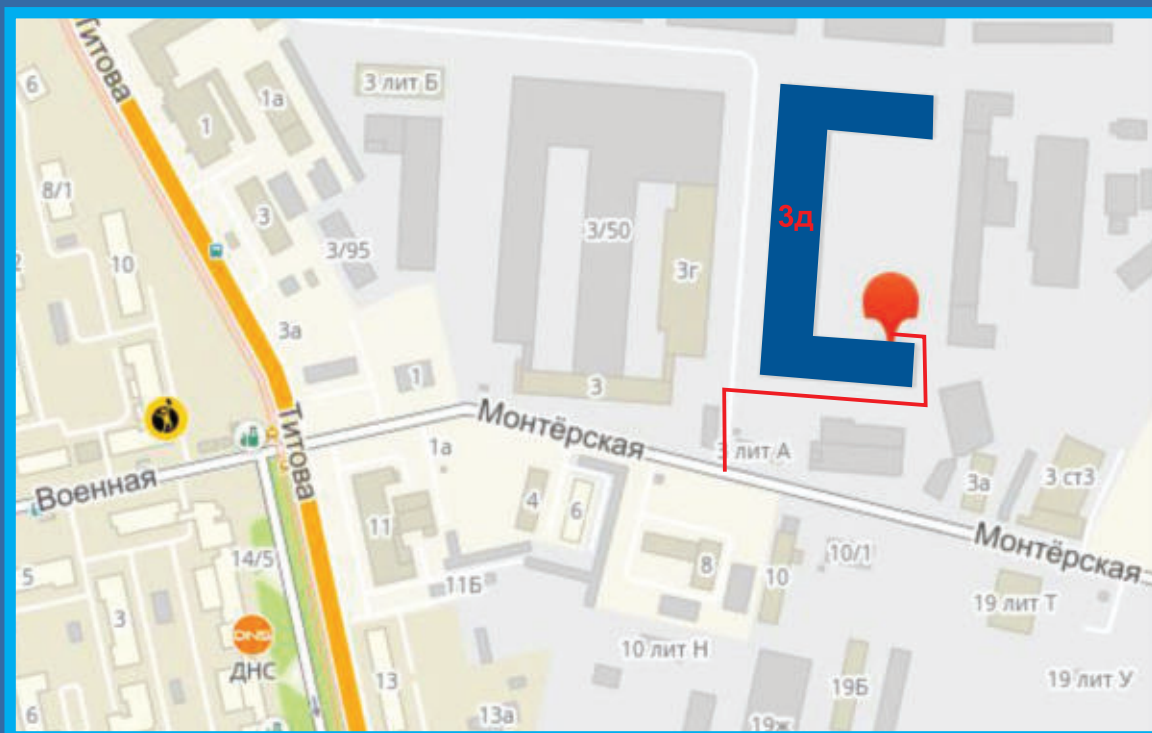 Титова
6
1
1а
3 лит Б
8/1
3
3/95
3/50
3д
3г
10
3а
1
3
Титова
Монтёрская
1а
3 лит А
Военная
11
4
6
3а
3 ст3
14/5
11Б
8
10
10/1
Монтёрская
5
3
19 лит Т
DNS
ДНС
10 лит Н
13
19Б
19 лит У
6
13а
19ж